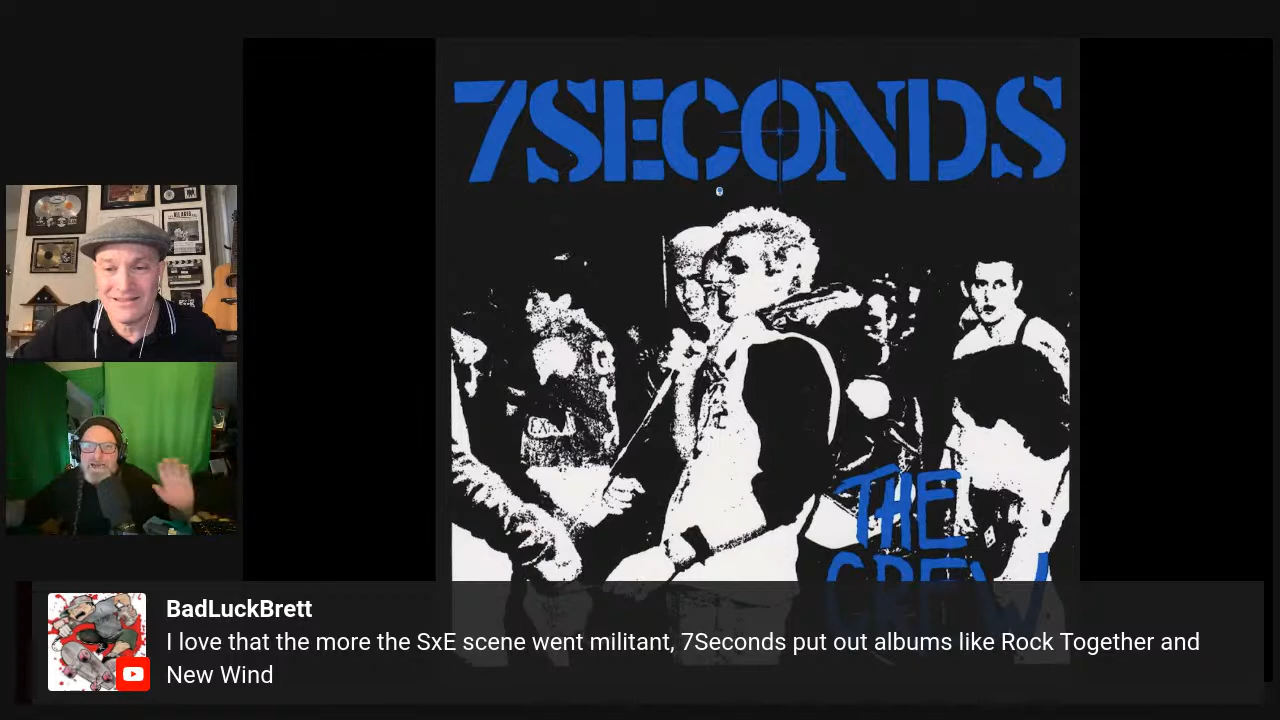 7SECONDS
THE
CREW
BadLuckBrett
I love that the more the SxE scene went militant, 7Seconds put out albums like Rock Together and
New Wind